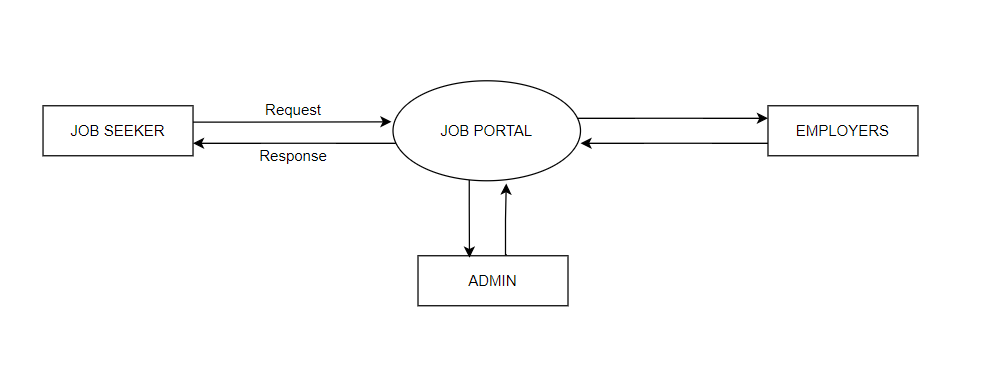 Request
JOB SEEKER
JOB PORTAL
EMPLOYERS
Response
ADMIN